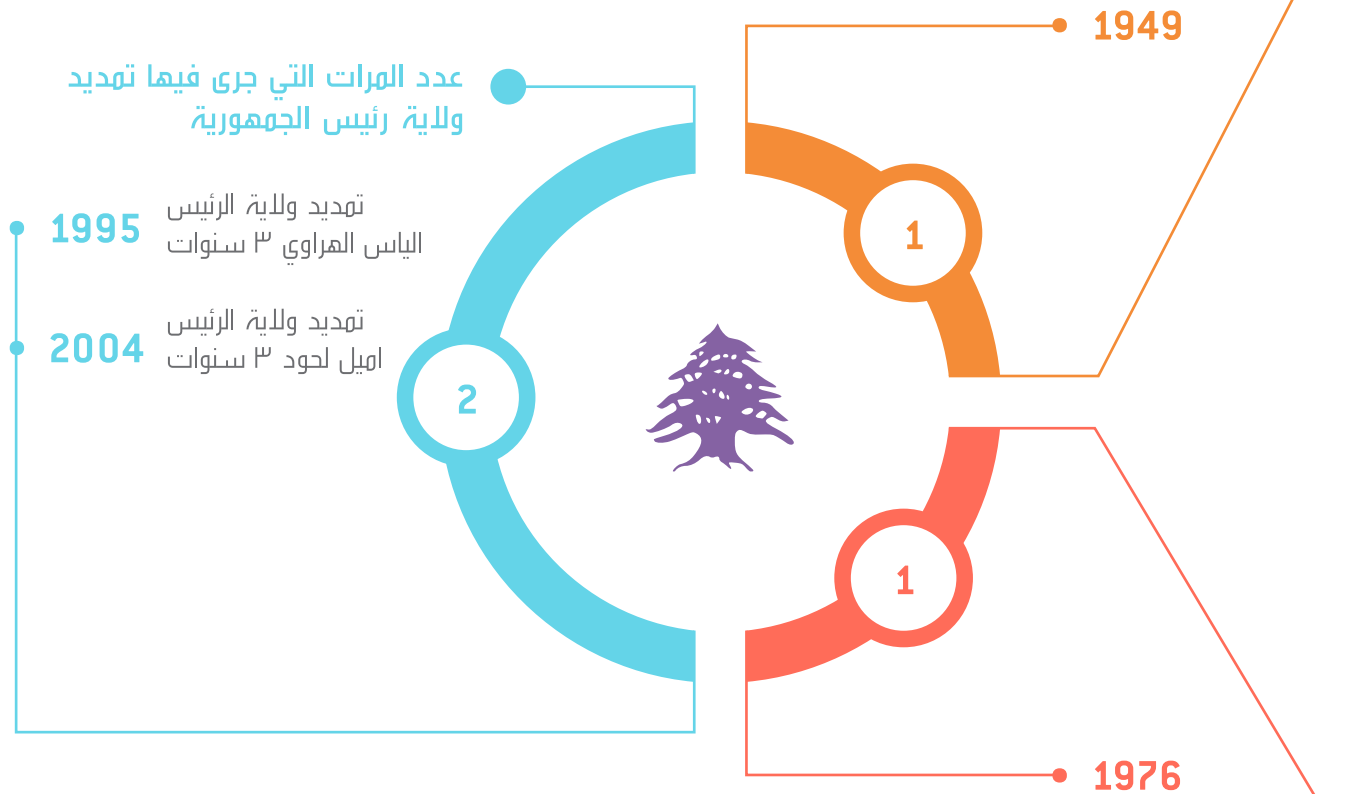 1949
عدد المرات التي جرى فيها تمديد
ولاية رئيس الجمهورية
1995
تمديد ولاية الرئيس
الياس الهراوي ٣ سنوات
2004
تمديد ولاية الرئيس
اميل لحود ٣ سنوات
1
2
1
1976